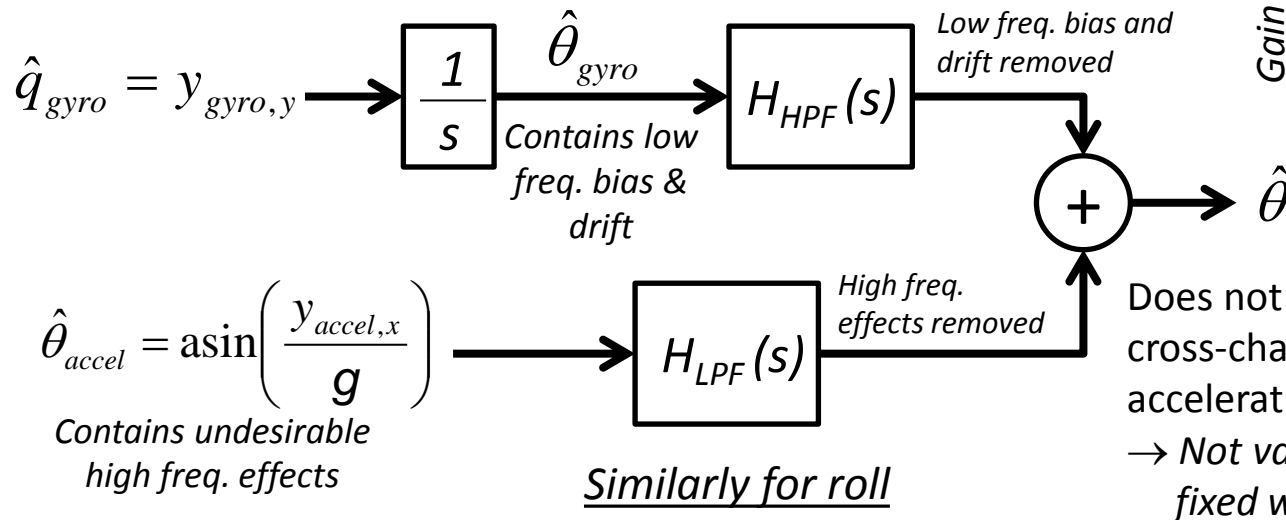 q̂_gyro = y_gyro,y
1
s
θ̂_gyro
Contains low
freq. bias &
drift
H_HPF (s)
Low freq. bias and
drift removed
Gain
+
θ̂
θ̂_accel = asin( y_accel,x / g )
Contains undesirable
high freq. effects
H_LPF (s)
High freq.
effects removed
Similarly for roll
Does not
cross-cha
accelerat
→ Not va
fixed w